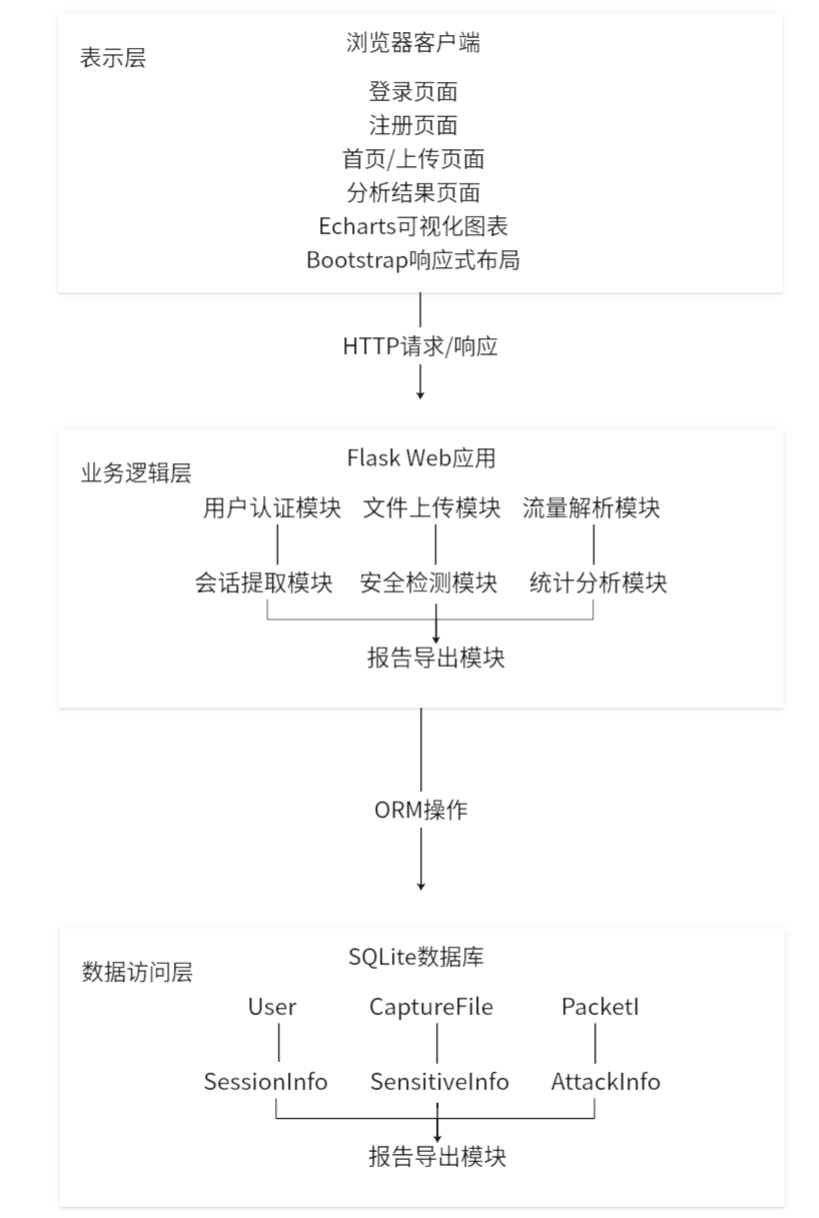 表示层
浏览器客户端
登录页面
注册页面
首页/上传页面
分析结果页面
Echarts可视化图表
Bootstrap响应式布局
HTTP请求/响应
业务逻辑层
Flask Web应用
用户认证模块 文件上传模块 流量解析模块
会话提取模块 安全检测模块 统计分析模块
报告导出模块
ORM操作
数据访问层
SQLite数据库
User CaptureFile PacketI
SessionInfo SensitiveInfo AttackInfo
报告导出模块